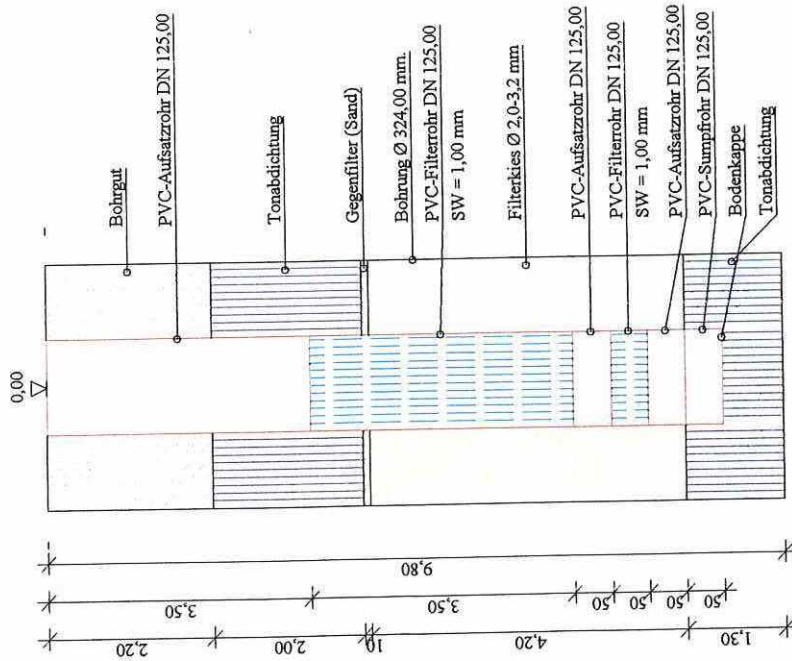 0,00
Bohrgut
PVC-Aufsatzrohr DN 125,00
Tonabdichtung
Gegenfilter (Sand)
Bohrung Ø 324,00 mm.
PVC-Filterrohr DN 125,00
SW = 1,00 mm
Filterkies Ø 2,0-3,2 mm
PVC-Aufsatzrohr DN 125,00
PVC-Filterrohr DN 125,00
SW = 1,00 mm
PVC-Aufsatzrohr DN 125,00
PVC-Sumpfrohr DN 125,00
Bodenkappe
Tonabdichtung
9,80
3,50
3,50
50
50
50
50
2,20
2,00
10
4,20
1,30